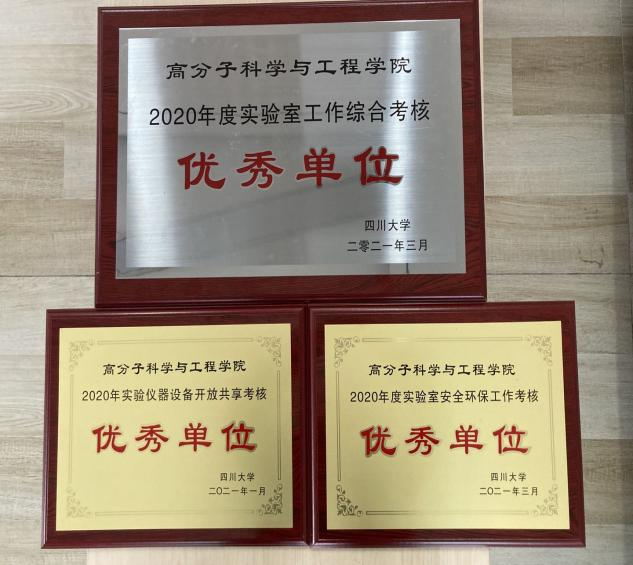 高分子科学与工程学院
2020年度实验室工作综合考核
优秀单位
四川大学
二零二一年三月
高分子科学与工程学院
2020年实验仪器设备开放共享考核
优秀单位
四川大学
二〇二一年一月
高分子科学与工程学院
2020年度实验室安全环保工作考核
优秀单位
四川大学
二〇二一年三月